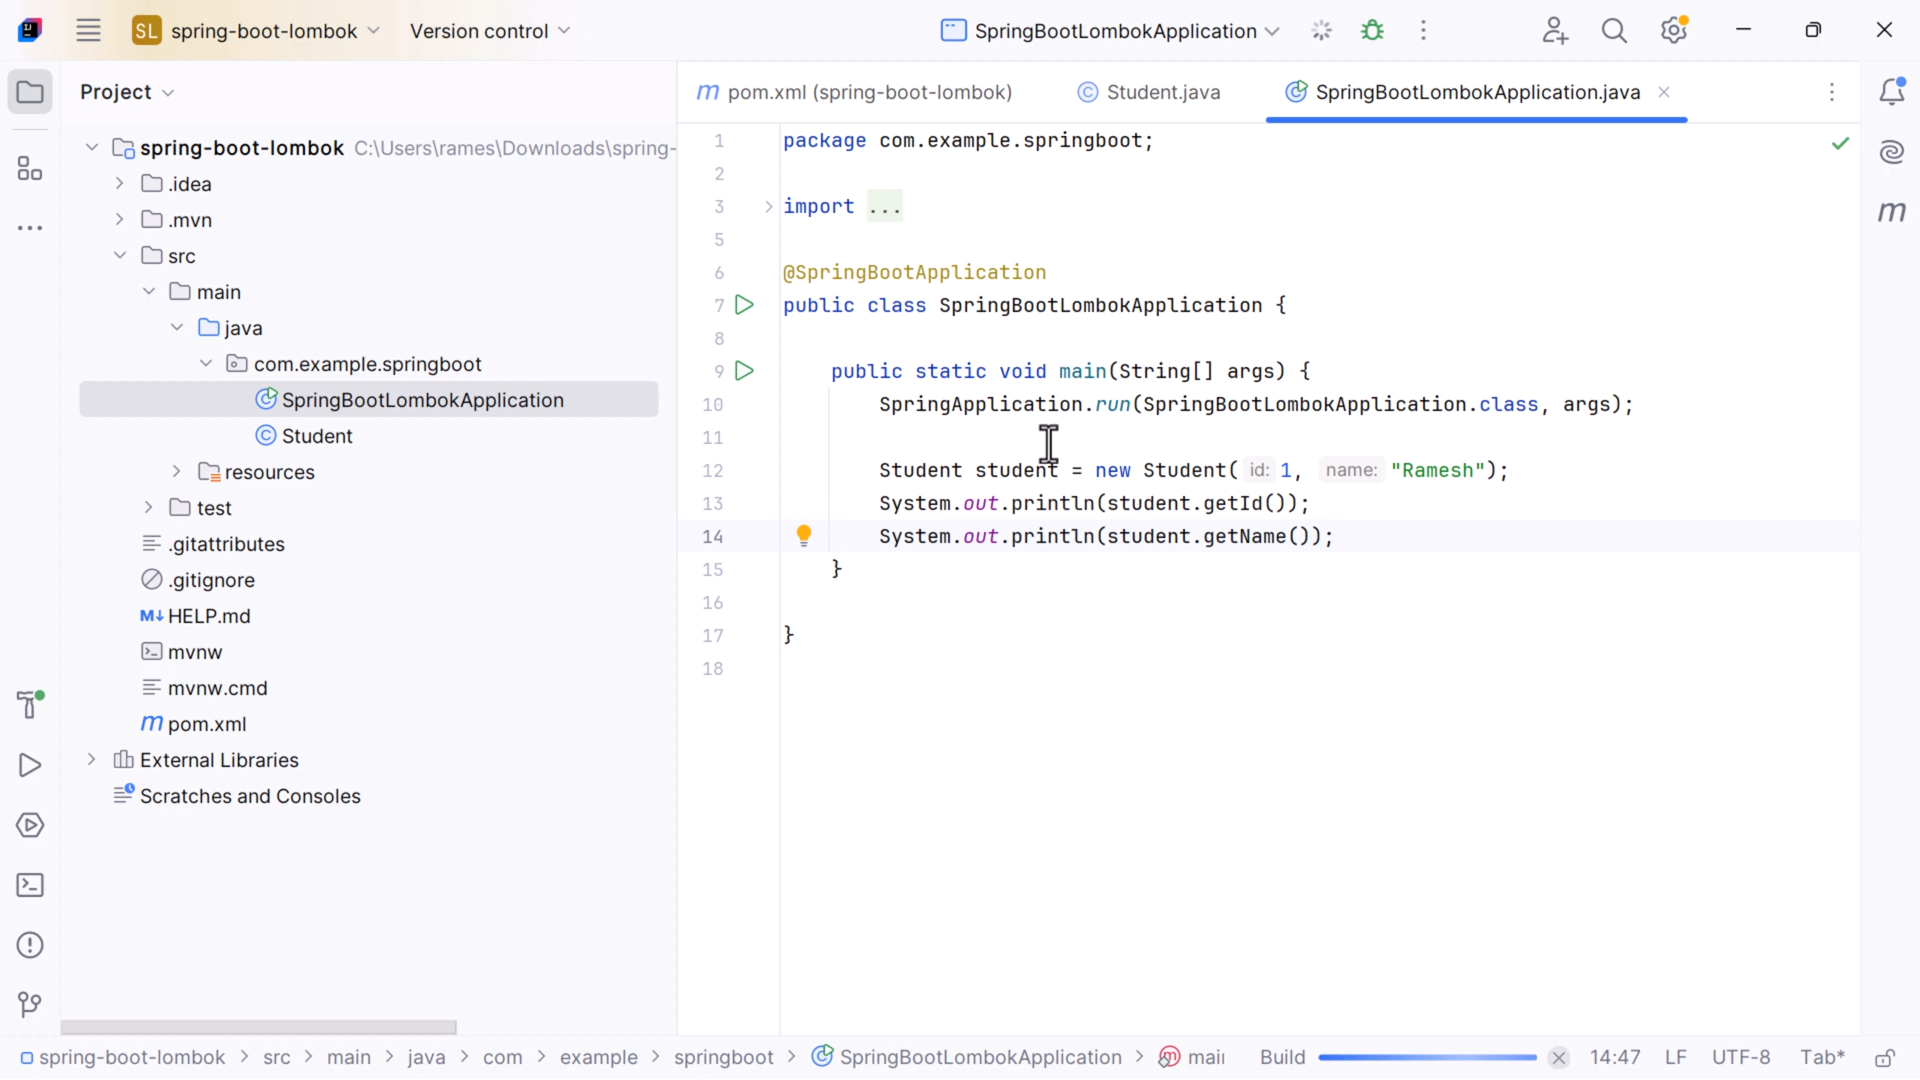 SL spring-boot-lombok Version control SpringBootLombokApplication
Project
spring-boot-lombok C:\Users\rames\Downloads\spring-
.idea
.mvn
src
main
java
com.example.springboot
SpringBootLombokApplication
Student
resources
test
.gitattributes
.gitignore
M↓ HELP.md
mvnw
mvnw.cmd
m pom.xml
External Libraries
Scratches and Consoles
m pom.xml (spring-boot-lombok) Student.java SpringBootLombokApplication.java
1 package com.example.springboot;
2
3 import ...
5
6 @SpringBootApplication
7 public class SpringBootLombokApplication {
8
9 public static void main(String[] args) {
10 SpringApplication.run(SpringBootLombokApplication.class, args);
11
12 Student student = new Student( id: 1, name: "Ramesh");
13 System.out.println(student.getId());
14 System.out.println(student.getName());
15 }
16
17 }
18
m
spring-boot-lombok > src > main > java > com > example > springboot > SpringBootLombokApplication > m mai Build 14:47 LF UTF-8 Tab*